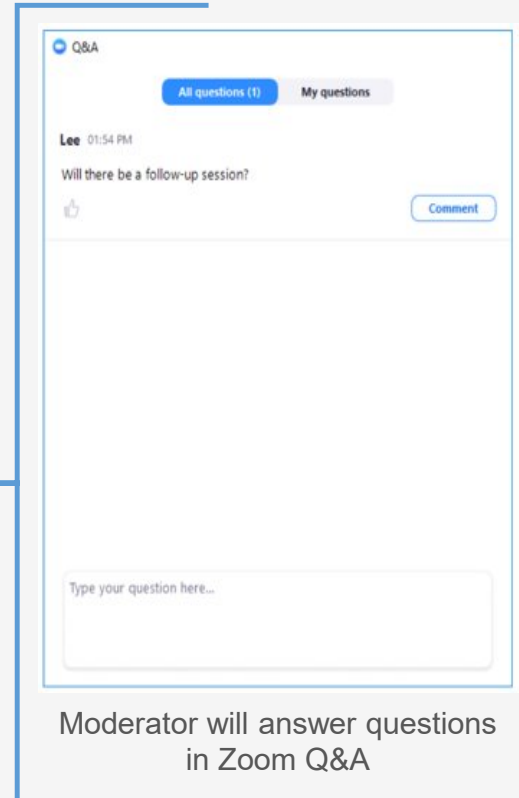 Q&A
All questions (1) My questions
Lee 01:54 PM
Will there be a follow-up session?
Comment
Type your question here...
Moderator will answer questions
in Zoom Q&A